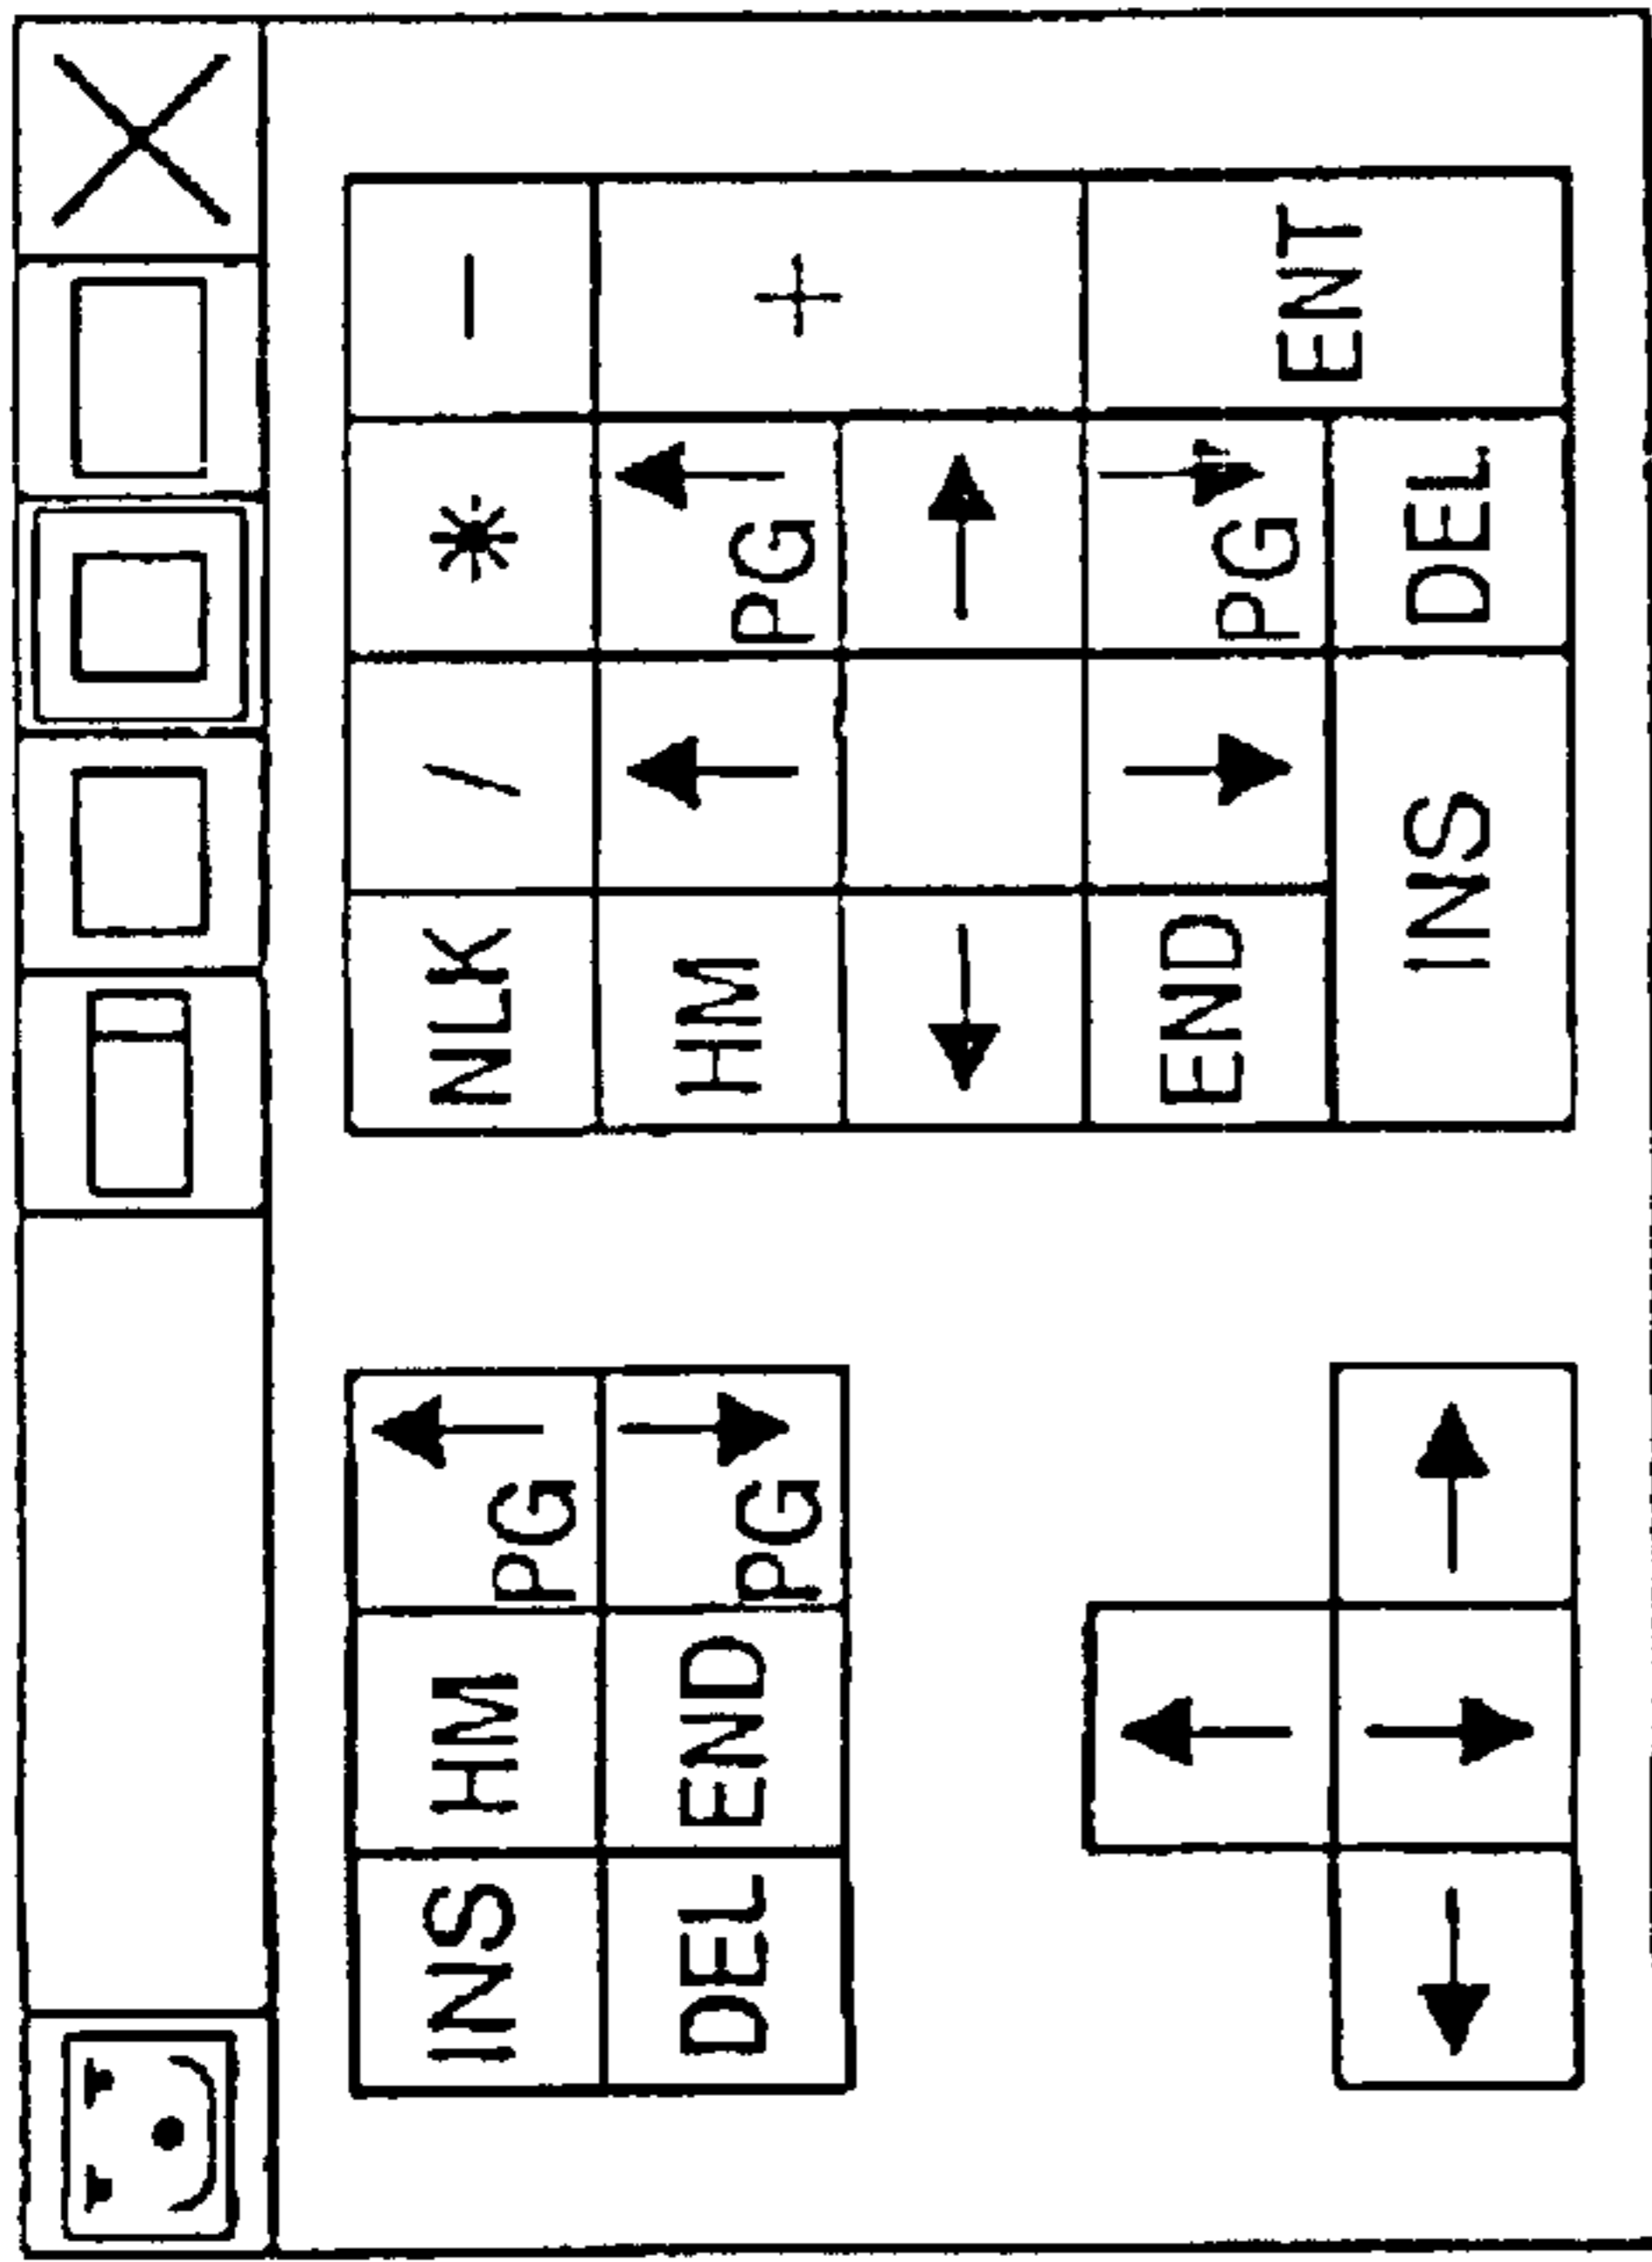 INS HM PG↑
DEL END PG↓
↑
← ↓ →
NLK / * −
HM ↑ PG↑ +
← →
END ↓ PG↓ ENT
INS DEL